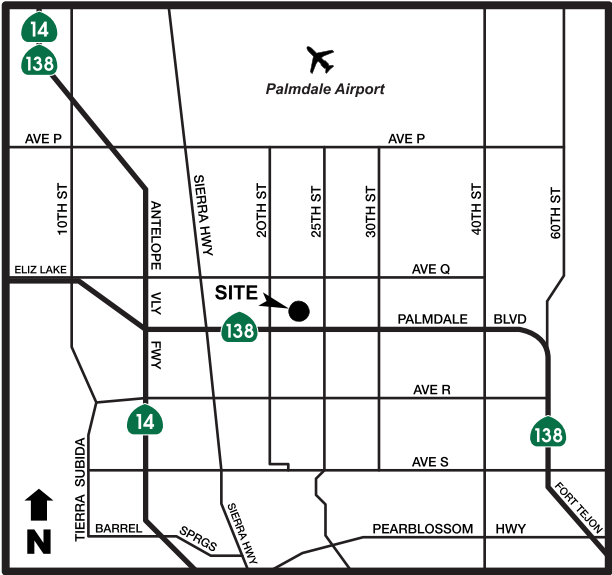 14
138
Palmdale Airport
AVE P
AVE P
10TH ST
ANTELOPE
VLY
FWY
SIERRA HWY
20TH ST
25TH ST
30TH ST
40TH ST
60TH ST
ELIZ LAKE
AVE Q
SITE
138
PALMDALE
BLVD
AVE R
14
138
TIERRA SUBIDA
AVE S
FORT TEJON
N
BARREL
SPRGS
SIERRA HWY
PEARBLOSSOM
HWY